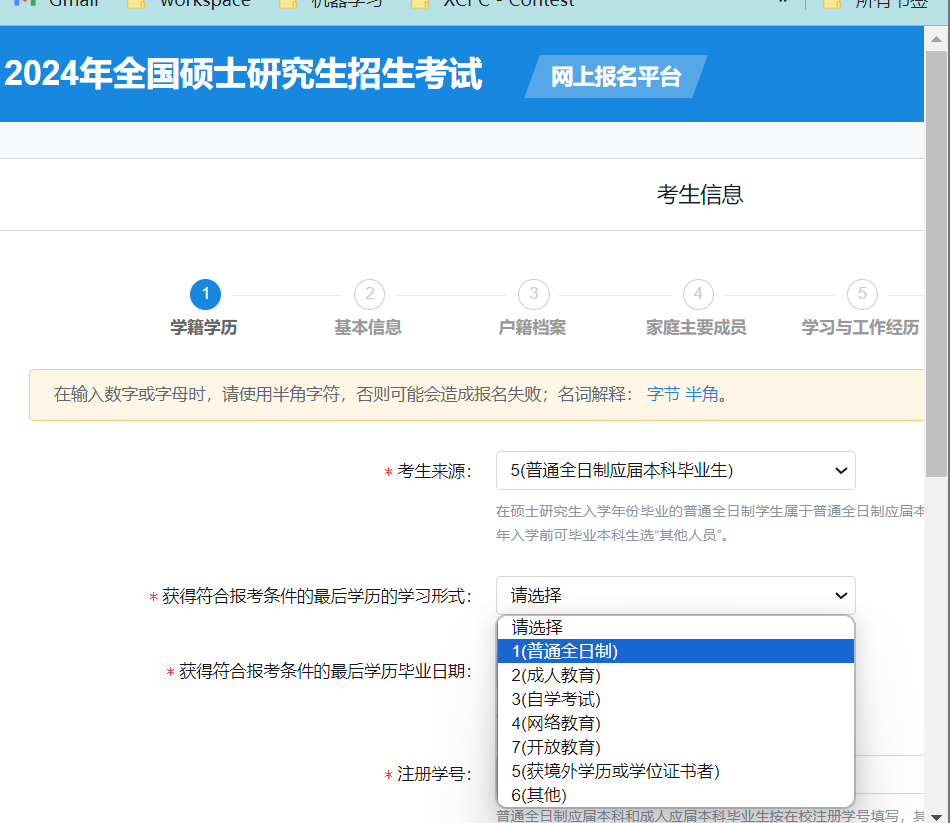 Gmail workspace 机器学习 XCPC - Contest » 所有书签
2024年全国硕士研究生招生考试 网上报名平台
考生信息
1 2 3 4 5
学籍学历 基本信息 户籍档案 家庭主要成员 学习与工作经历
在输入数字或字母时，请使用半角字符，否则可能会造成报名失败；名词解释： 字节 半角。
* 考生来源： 5(普通全日制应届本科毕业生)
在硕士研究生入学年份毕业的普通全日制学生属于普通全日制应届本
年入学前可毕业本科生选“其他人员”。
* 获得符合报考条件的最后学历的学习形式： 请选择
请选择
1(普通全日制)
* 获得符合报考条件的最后学历毕业日期： 2(成人教育)
3(自学考试)
4(网络教育)
7(开放教育)
* 注册学号： 5(获境外学历或学位证书者)
6(其他)
普通全日制应届本科和成人应届本科毕业生按在校注册学号填写，其